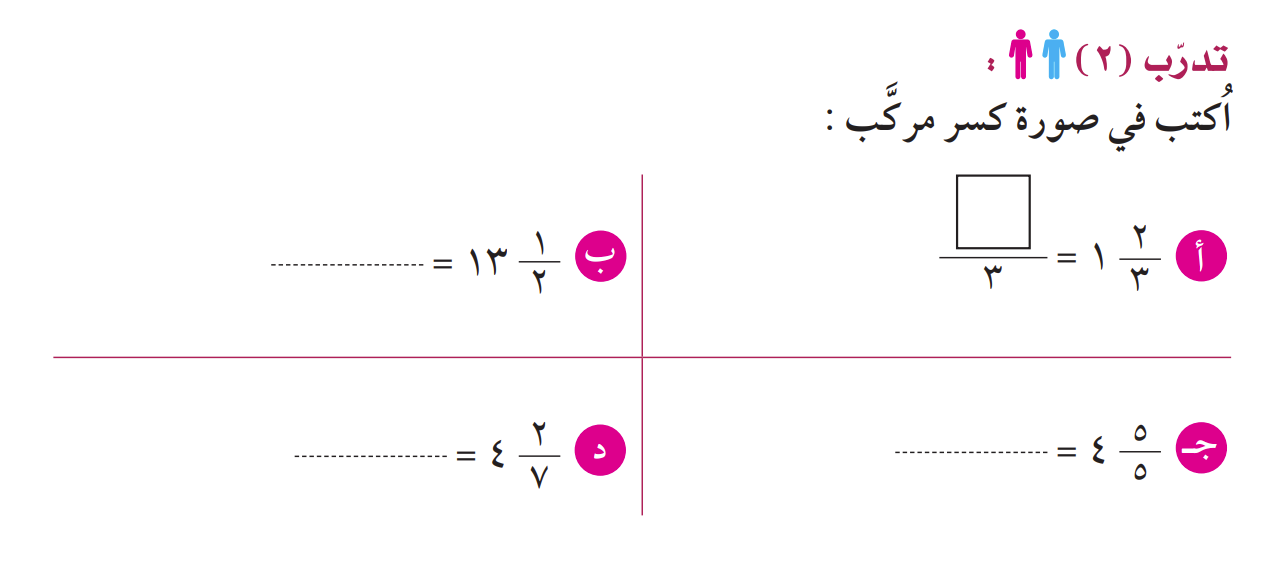 تدرّب (٢) :
اُكتب في صورة كسر مركَّب :
أ ٢/٣ ١ = □/٣
ب ١/٢ ١٣ = ---------------------
جـ ٥/٥ ٤ = ---------------------
د ٢/٧ ٤ = ---------------------